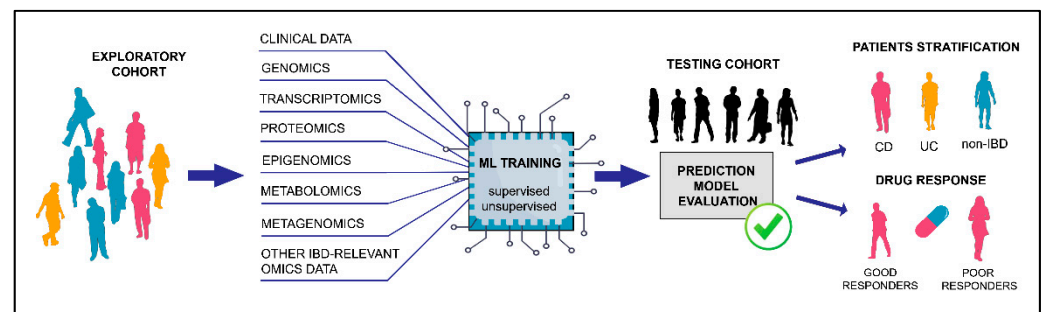 EXPLORATORY
COHORT
CLINICAL DATA
GENOMICS
TRANSCRIPTOMICS
PROTEOMICS
EPIGENOMICS
METABOLOMICS
METAGENOMICS
OTHER IBD-RELEVANT
OMICS DATA
ML TRAINING
supervised
unsupervised
TESTING COHORT
PREDICTION
MODEL
EVALUATION
PATIENTS STRATIFICATION
CD UC non-IBD
DRUG RESPONSE
GOOD
RESPONDERS
POOR
RESPONDERS